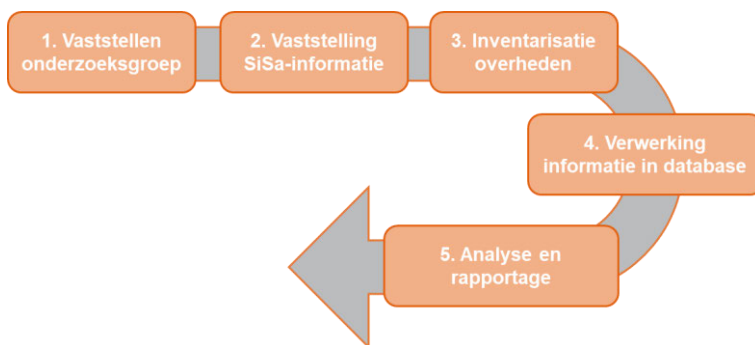 1. Vaststellen
onderzoeksgroep
2. Vaststelling
SiSa-informatie
3. Inventarisatie
overheden
4. Verwerking
informatie in database
5. Analyse en
rapportage